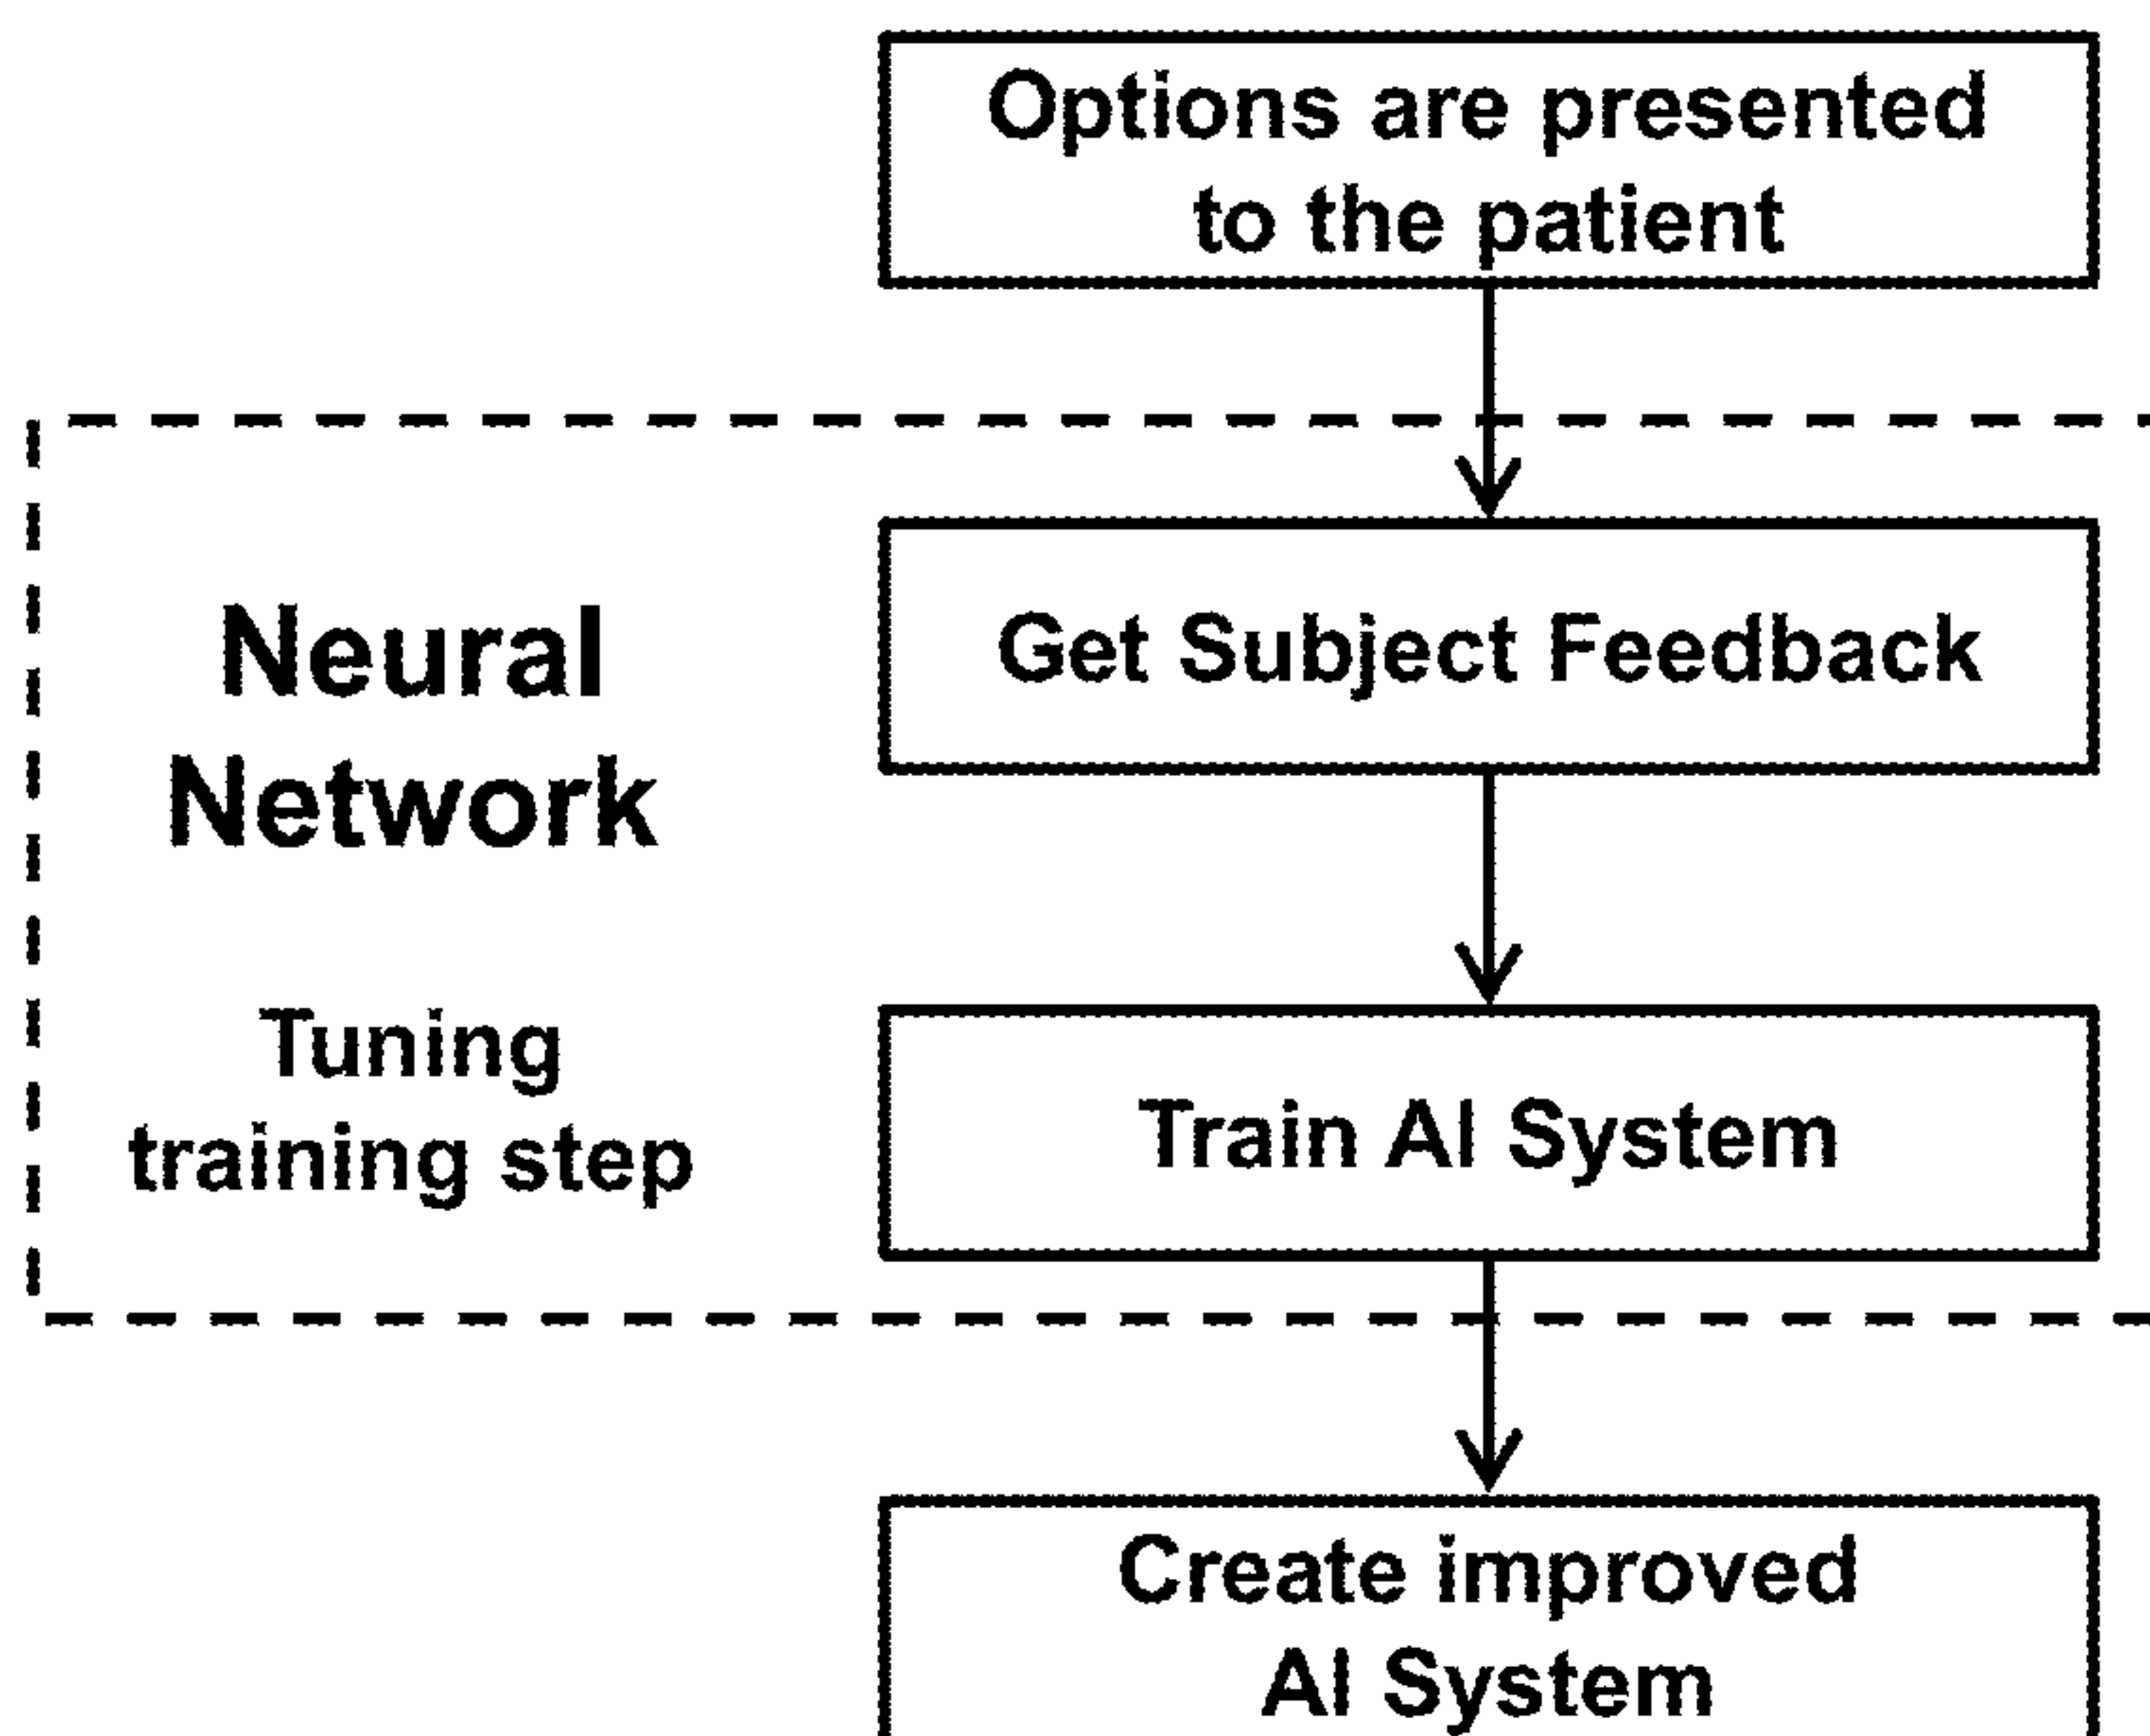 Options are presented
to the patient
Get Subject Feedback
Neural
Network
Tuning
training step
Train AI System
Create improved
AI System